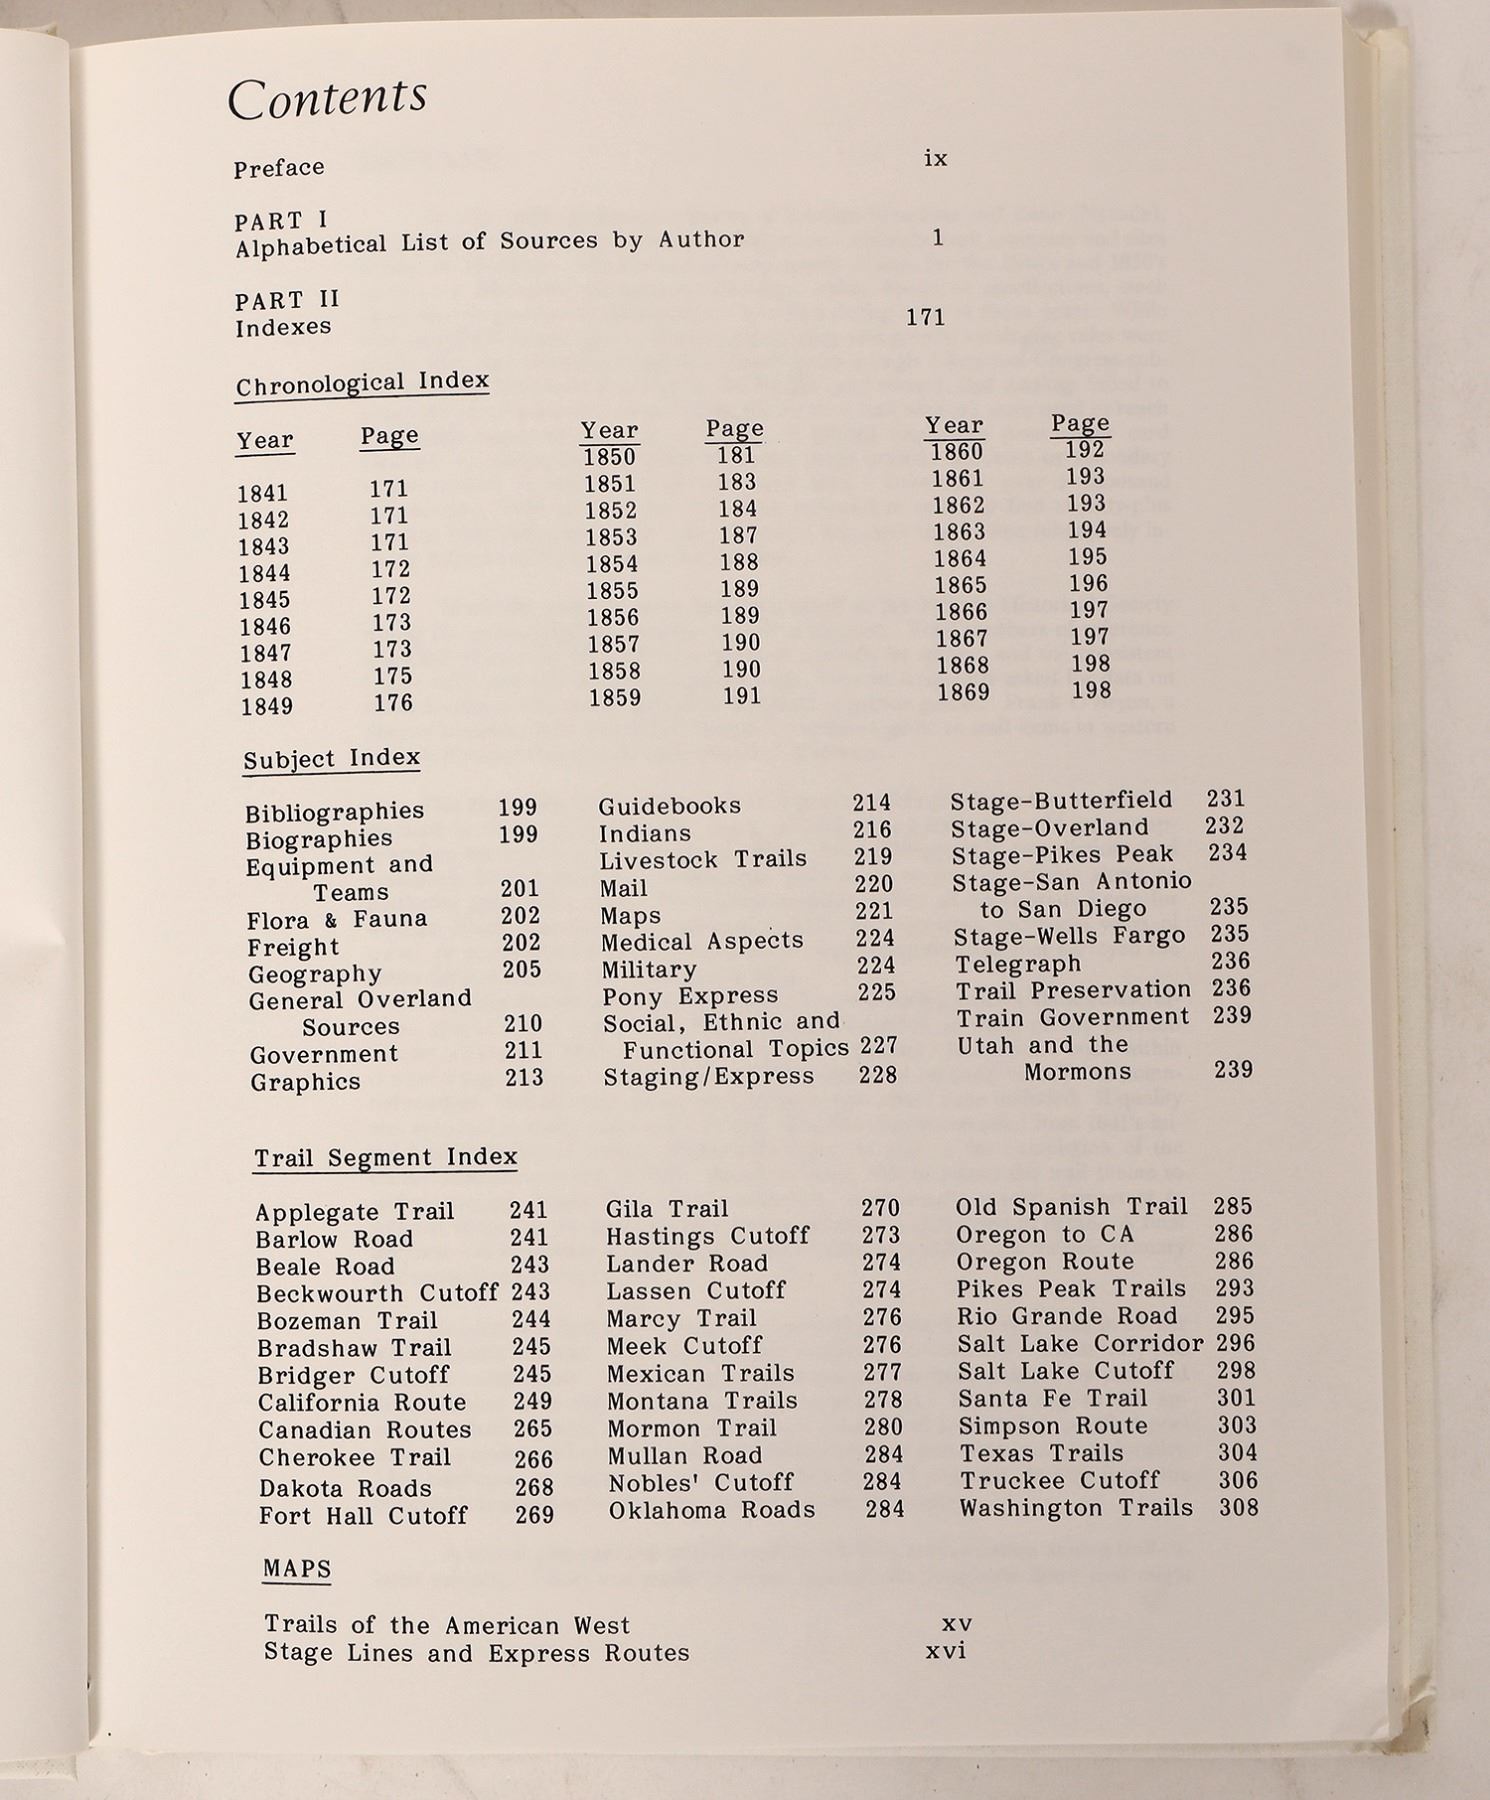 Contents
Preface ix
PART I
Alphabetical List of Sources by Author 1
PART II
Indexes 171
Chronological Index
Year Page Year Page Year Page
1850 181 1860 192
1841 171 1851 183 1861 193
1842 171 1852 184 1862 193
1843 171 1853 187 1863 194
1844 172 1854 188 1864 195
1845 172 1855 189 1865 196
1846 173 1856 189 1866 197
1847 173 1857 190 1867 197
1848 175 1858 190 1868 198
1849 176 1859 191 1869 198
Subject Index
Bibliographies 199
Biographies 199
Equipment and
Teams 201
Flora & Fauna 202
Freight 202
Geography 205
General Overland
Sources 210
Government 211
Graphics 213
Guidebooks 214
Indians 216
Livestock Trails 219
Mail 220
Maps 221
Medical Aspects 224
Military 224
Pony Express 225
Social, Ethnic and
Functional Topics 227
Staging/Express 228
Stage-Butterfield 231
Stage-Overland 232
Stage-Pikes Peak 234
Stage-San Antonio
to San Diego 235
Stage-Wells Fargo 235
Telegraph 236
Trail Preservation 236
Train Government 239
Utah and the
Mormons 239
Trail Segment Index
Applegate Trail 241
Barlow Road 241
Beale Road 243
Beckwourth Cutoff 243
Bozeman Trail 244
Bradshaw Trail 245
Bridger Cutoff 245
California Route 249
Canadian Routes 265
Cherokee Trail 266
Dakota Roads 268
Fort Hall Cutoff 269
Gila Trail 270
Hastings Cutoff 273
Lander Road 274
Lassen Cutoff 274
Marcy Trail 276
Meek Cutoff 276
Mexican Trails 277
Montana Trails 278
Mormon Trail 280
Mullan Road 284
Nobles' Cutoff 284
Oklahoma Roads 284
Old Spanish Trail 285
Oregon to CA 286
Oregon Route 286
Pikes Peak Trails 293
Rio Grande Road 295
Salt Lake Corridor 296
Salt Lake Cutoff 298
Santa Fe Trail 301
Simpson Route 303
Texas Trails 304
Truckee Cutoff 306
Washington Trails 308
MAPS
Trails of the American West xv
Stage Lines and Express Routes xvi